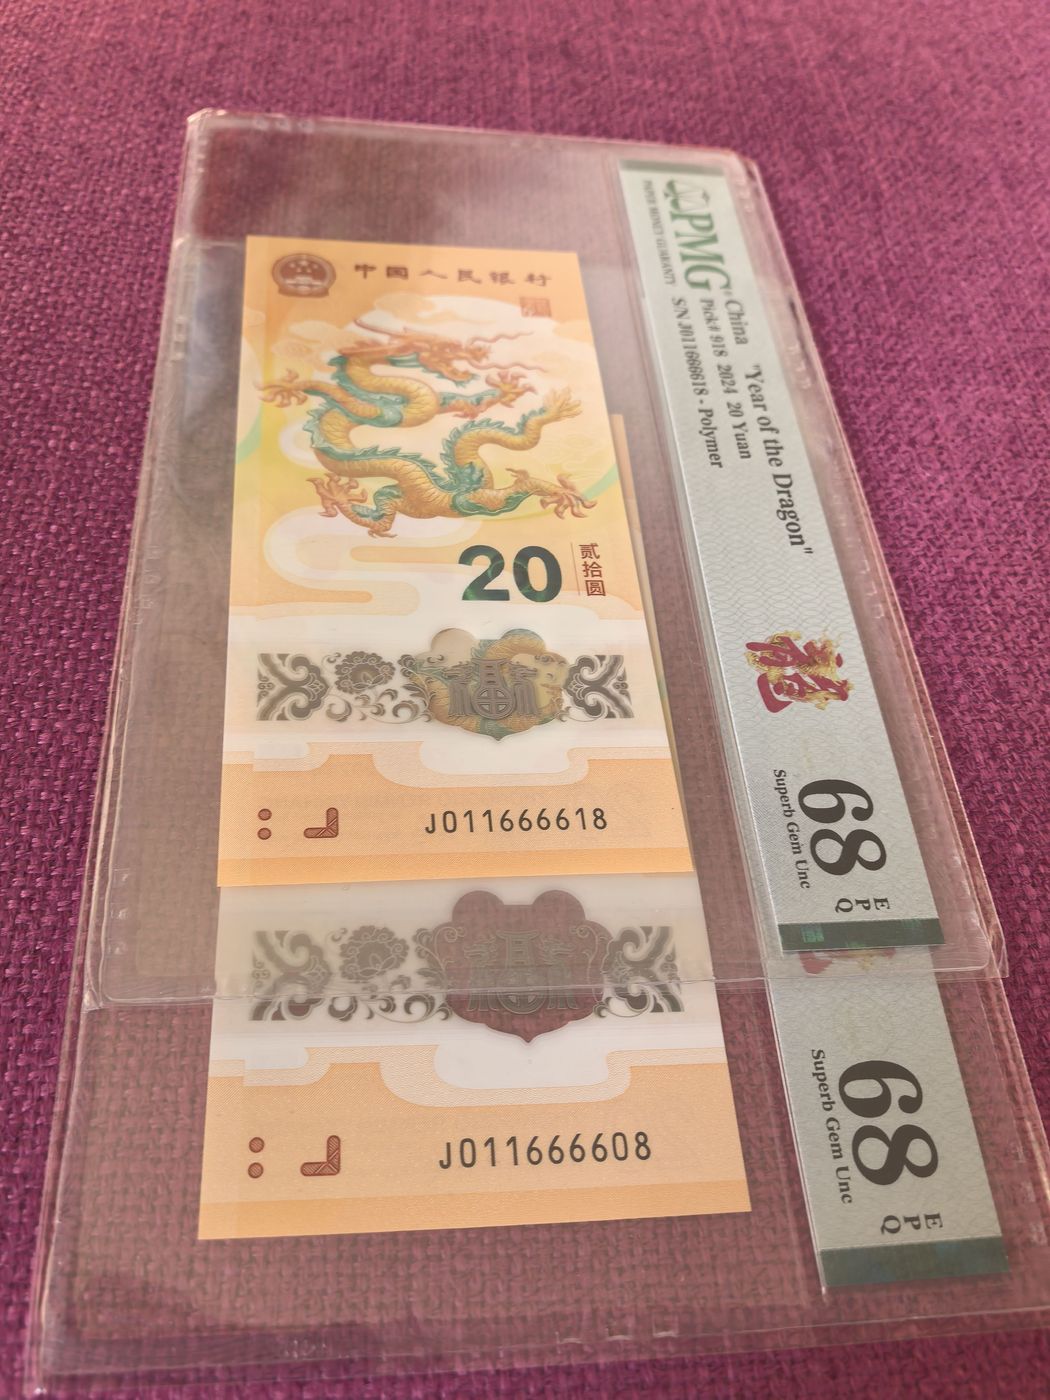 中国人民银行
20
贰拾圆
J011666618
J011666608
PMG
PAPER MONEY GUARANTY
China "Year of the Dragon"
Pick# 918 2024 20 Yuan
S/N J011666618 - Polymer
68
EPQ
Superb Gem Unc
68
EPQ
Superb Gem Unc